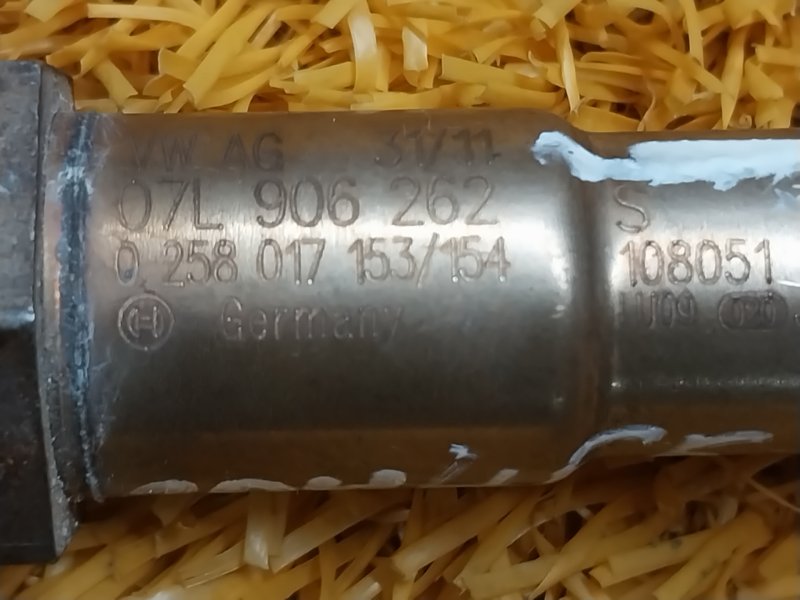 VW AG 31/11
07L 906 262 S
0 258 017 153/154 108051
Germany